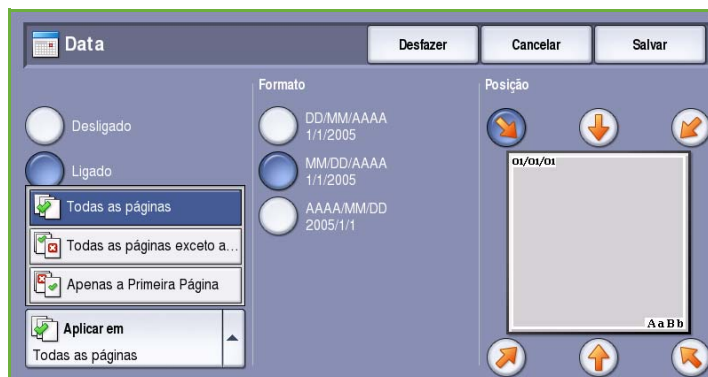 Data
Desfazer
Cancelar
Salvar
Formato
Posição
Desligado
Ligado
Todas as páginas
Todas as páginas exceto a...
Apenas a Primeira Página
Aplicar em
Todas as páginas
DD/MM/AAAA
1/1/2005
MM/DD/AAAA
1/1/2005
AAAA/MM/DD
2005/1/1
01/01/01
AaBb